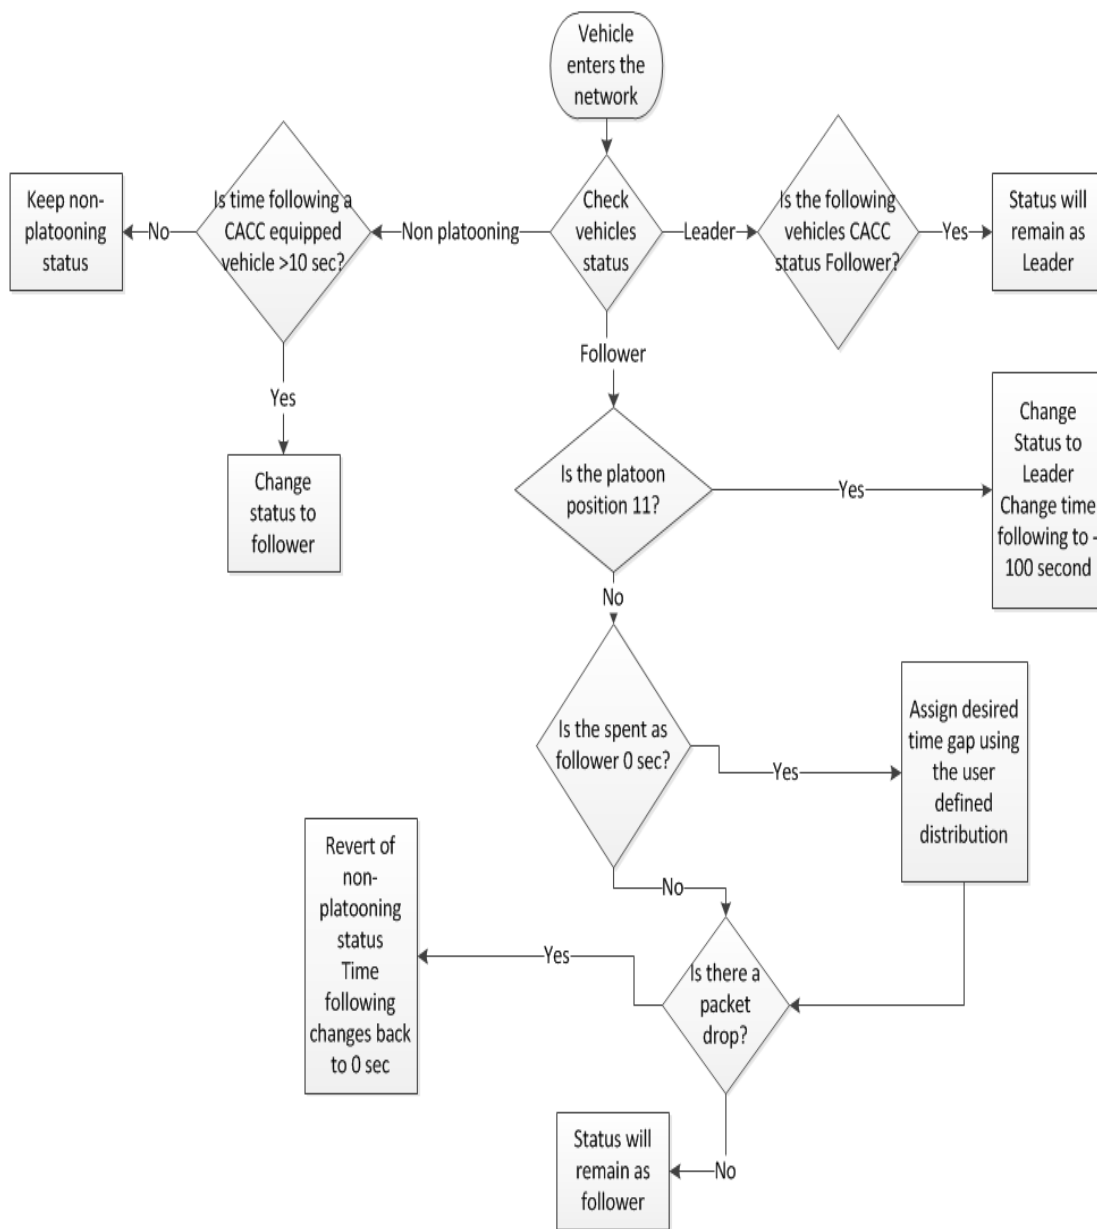 Vehicle
enters the
network
Keep non-
platooning
status
No
Is time following a
CACC equipped
vehicle >10 sec?
Non platooning
Check
vehicles
status
Leader
Is the following
vehicles CACC
status Follower?
Yes
Status will
remain as
Leader
Follower
Yes
Change
status to
follower
Is the platoon
position 11?
Yes
Change
Status to
Leader
Change time
following to -
100 second
No
Is the spent as
follower 0 sec?
Yes
Assign desired
time gap using
the user
defined
distribution
No
Revert of
non-
platooning
status
Time
following
changes back
to 0 sec
Yes
Is there a
packet
drop?
No
Status will
remain as
follower